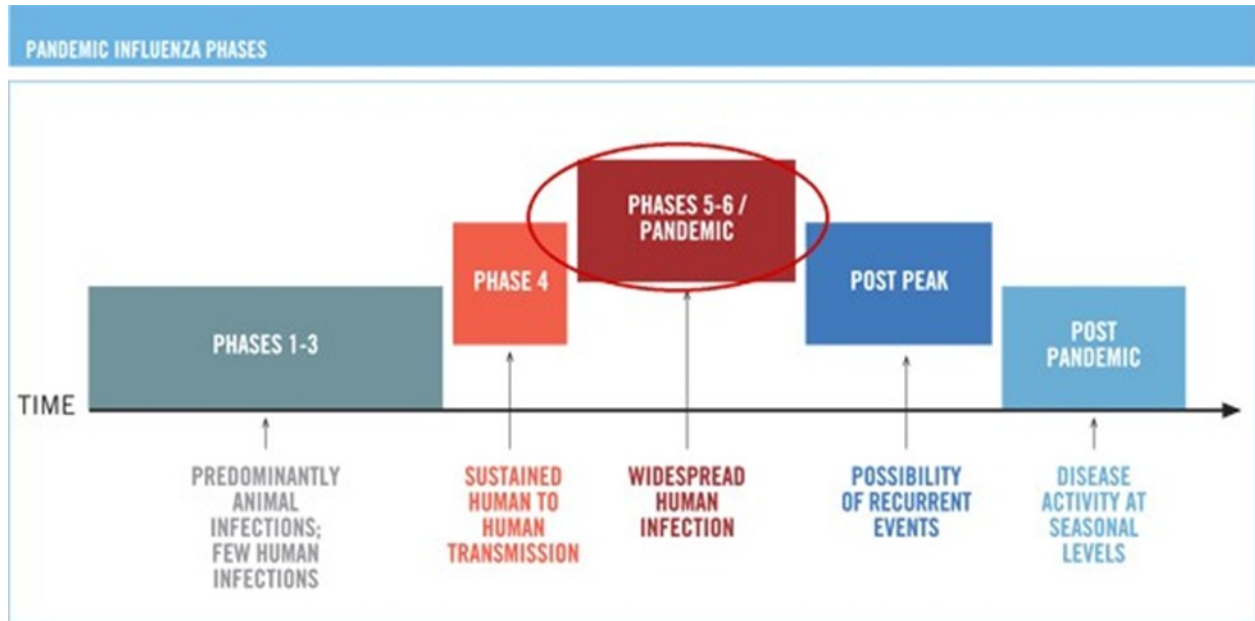 PANDEMIC INFLUENZA PHASES
PHASES 5-6 /
PANDEMIC
PHASE 4
POST PEAK
PHASES 1-3
POST
PANDEMIC
TIME
PREDOMINANTLY
ANIMAL
INFECTIONS;
FEW HUMAN
INFECTIONS
SUSTAINED
HUMAN TO
HUMAN
TRANSMISSION
WIDESPREAD
HUMAN
INFECTION
POSSIBILITY
OF RECURRENT
EVENTS
DISEASE
ACTIVITY AT
SEASONAL
LEVELS